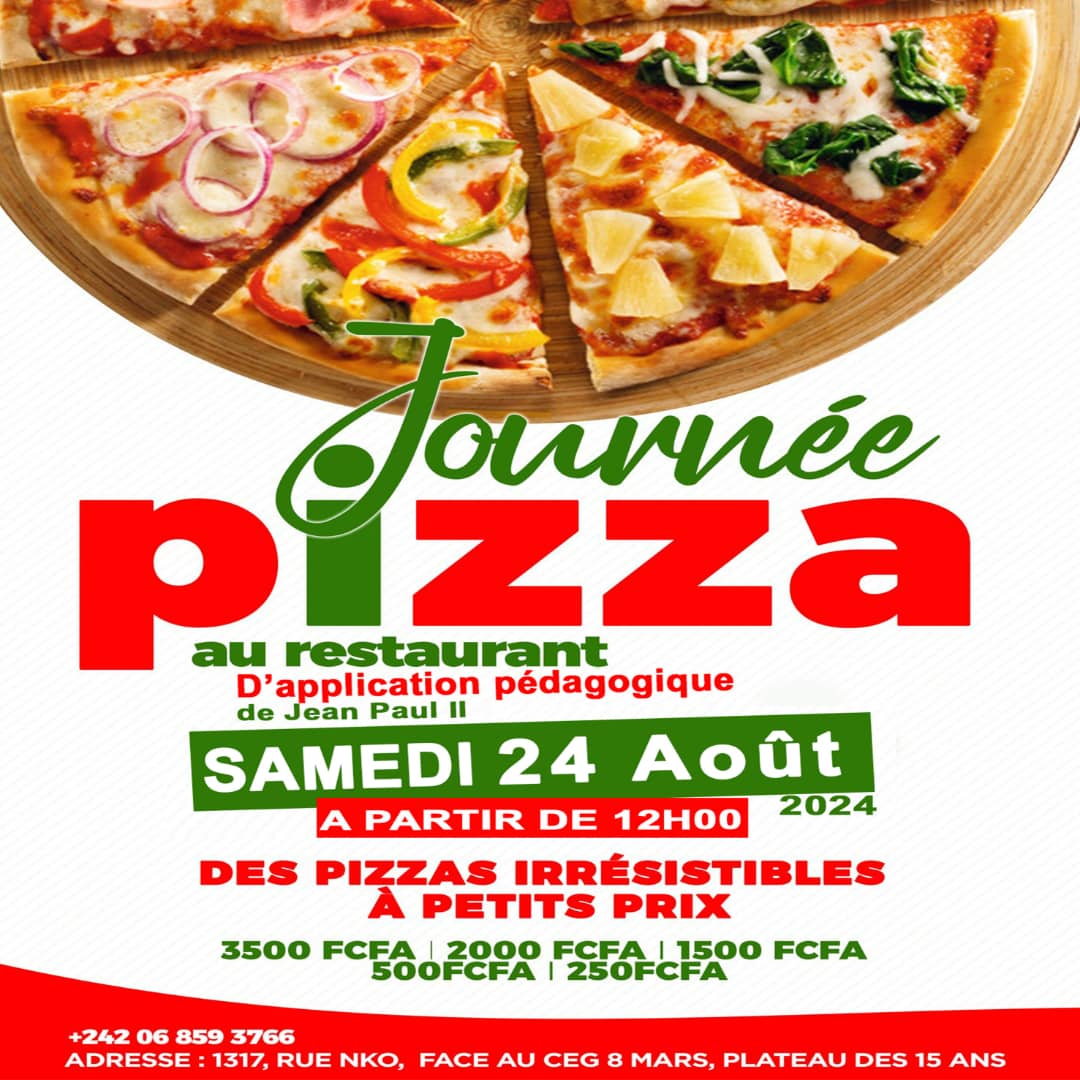 Journée
pizza
au restaurant
D'application pédagogique
de Jean Paul II
SAMEDI 24 Août
2024
A PARTIR DE 12H00
DES PIZZAS IRRÉSISTIBLES
À PETITS PRIX
3500 FCFA | 2000 FCFA | 1500 FCFA
500FCFA | 250FCFA
+242 06 859 3766
ADRESSE : 1317, RUE NKO, FACE AU CEG 8 MARS, PLATEAU DES 15 ANS